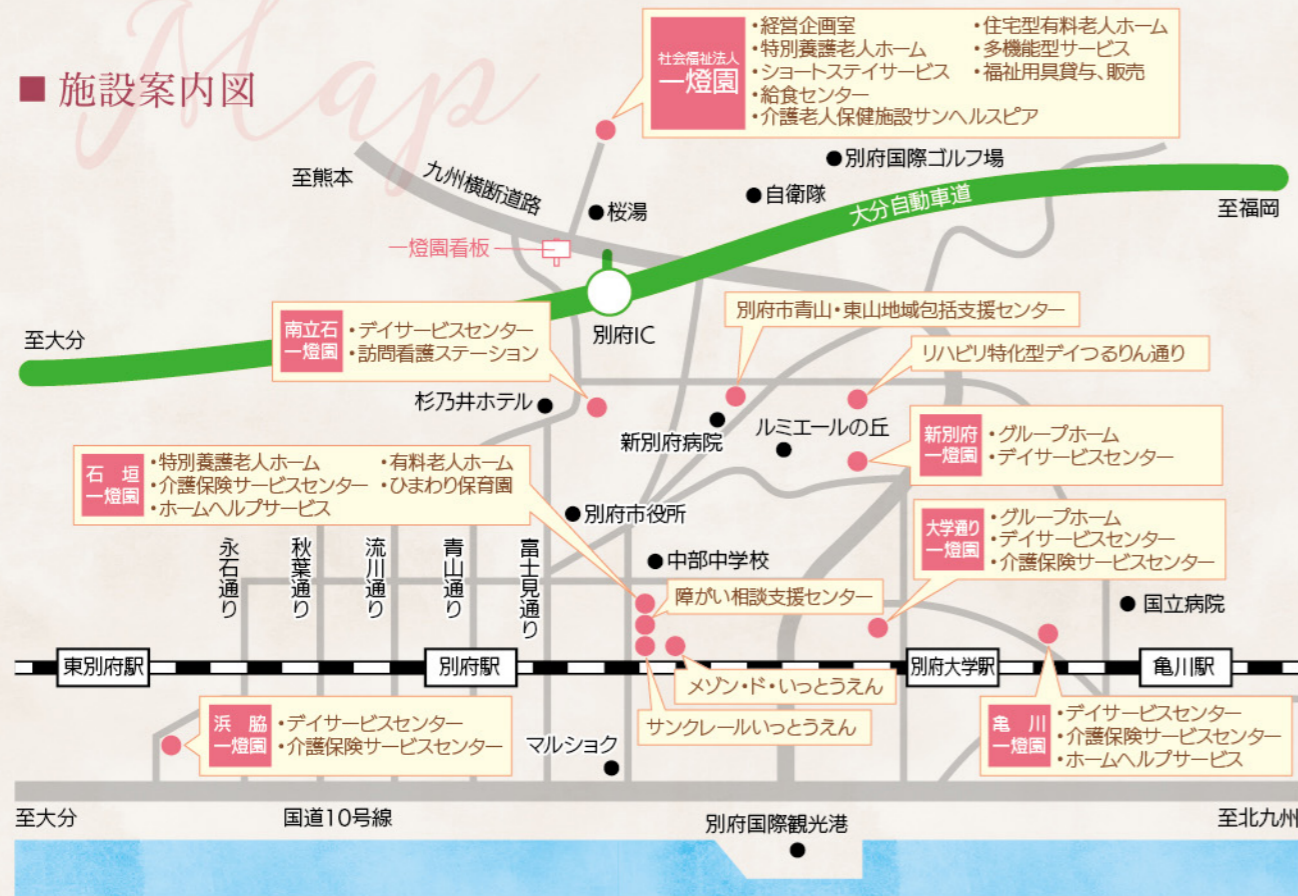 Map
■ 施設案内図
社会福祉法人
一燈園
・経営企画室
・特別養護老人ホーム
・ショートステイサービス
・給食センター
・介護老人保健施設サンヘルスピア
・住宅型有料老人ホーム
・多機能型サービス
・福祉用具貸与、販売
至熊本
九州横断道路
●桜湯
●自衛隊
●別府国際ゴルフ場
大分自動車道
至福岡
一燈園看板
別府IC
至大分
南立石
一燈園
・デイサービスセンター
・訪問看護ステーション
別府市青山・東山地域包括支援センター
リハビリ特化型デイつるりん通り
杉乃井ホテル●
新別府病院
ルミエールの丘
新別府
一燈園
・グループホーム
・デイサービスセンター
石垣
一燈園
・特別養護老人ホーム
・介護保険サービスセンター
・ホームヘルプサービス
・有料老人ホーム
・ひまわり保育園
●別府市役所
大学通り
一燈園
・グループホーム
・デイサービスセンター
・介護保険サービスセンター
永石通り
秋葉通り
流川通り
青山通り
富士見通り
●中部中学校
障がい相談支援センター
●国立病院
東別府駅
別府駅
別府大学駅
亀川駅
メゾン・ド・いっとうえん
サンクレールいっとうえん
浜脇
一燈園
・デイサービスセンター
・介護保険サービスセンター
マルショク
亀川
一燈園
・デイサービスセンター
・介護保険サービスセンター
・ホームヘルプサービス
至大分
国道10号線
別府国際観光港
至北九州